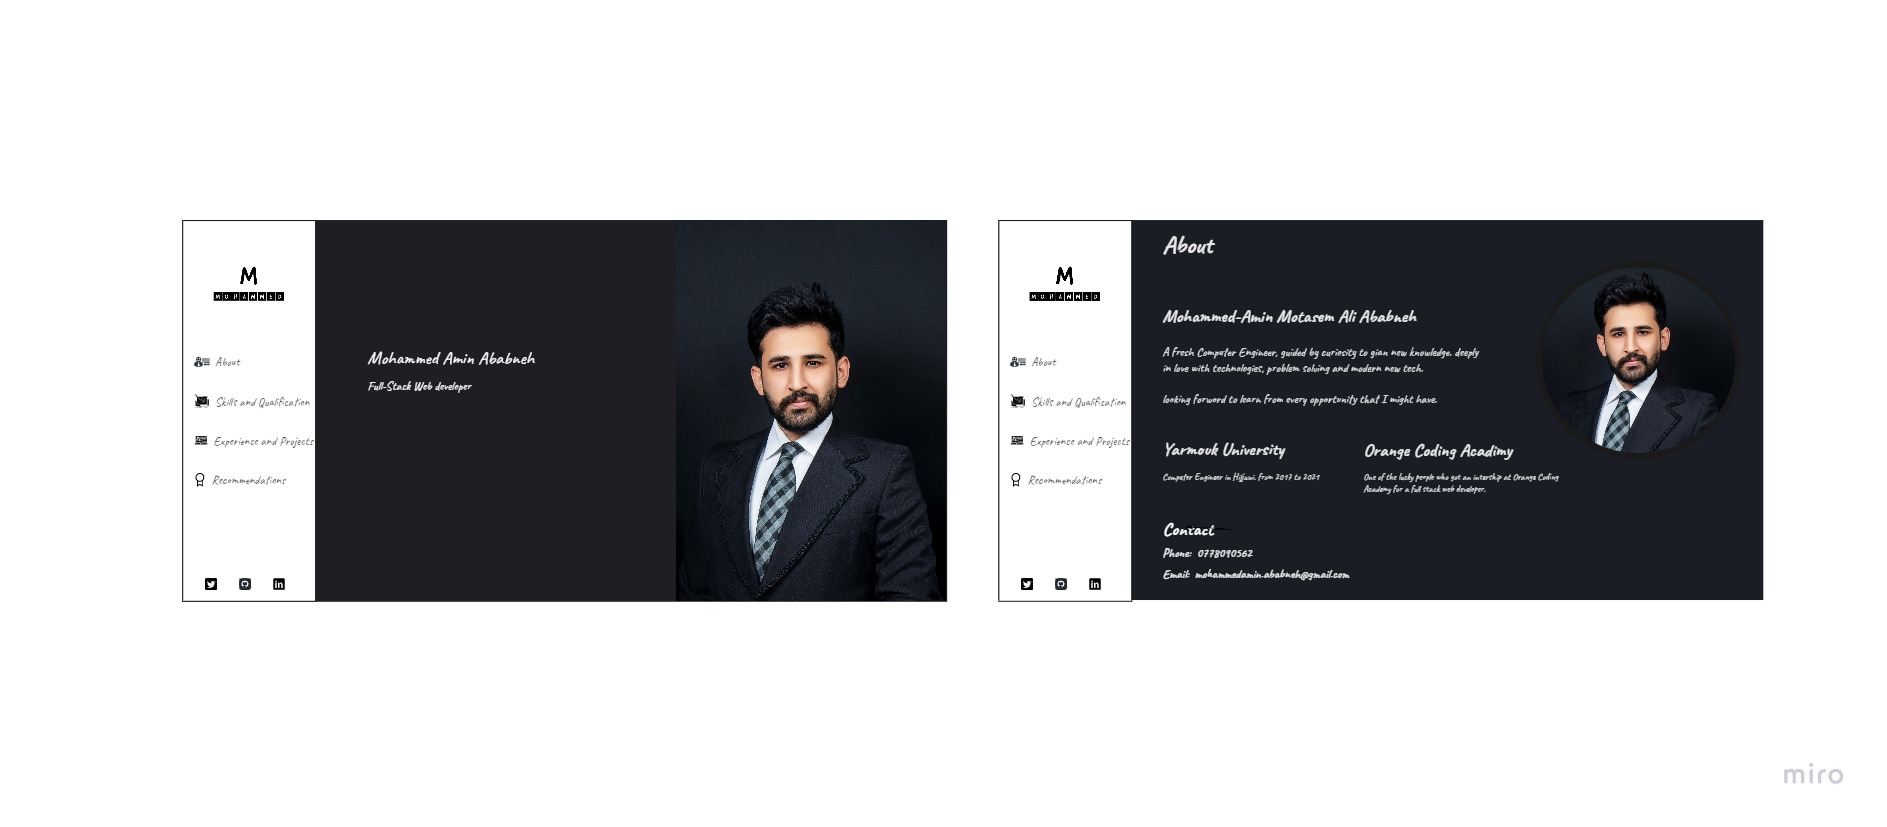 M
MOHAMMED
About
Skills and Qualification
Experience and Projects
Recommendations
Mohammed Amin Ababneh
Full-Stack Web developer
M
MOHAMMED
About
Skills and Qualification
Experience and Projects
Recommendations
About
Mohammed-Amin Motasem Ali Ababneh
A Fresh Computer Engineer, guided by curiosity to gian new knowledge. deeply
in love with technologies, problem solving and modern new tech.
looking forward to learn from every opportunity that I might have.
Yarmouk University
Computer Engineer in Hijjawi. From 2017 to 2021
Orange Coding Acadimy
One of the lucky people who got an intership at Orange Coding
Academy for a full stack web developer.
Contact
Phone: 0778090562
Email: mohammedamin.ababneh@gmail.com
miro